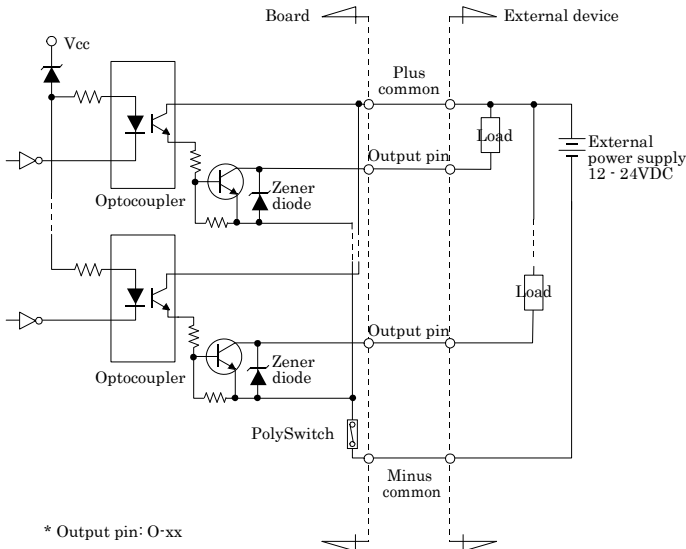 Board
External device
Vcc
Plus
common
Load
External
power supply
12 - 24VDC
Output pin
Zener
diode
Optocoupler
Load
Output pin
Zener
diode
Optocoupler
PolySwitch
Minus
common
* Output pin: O-xx